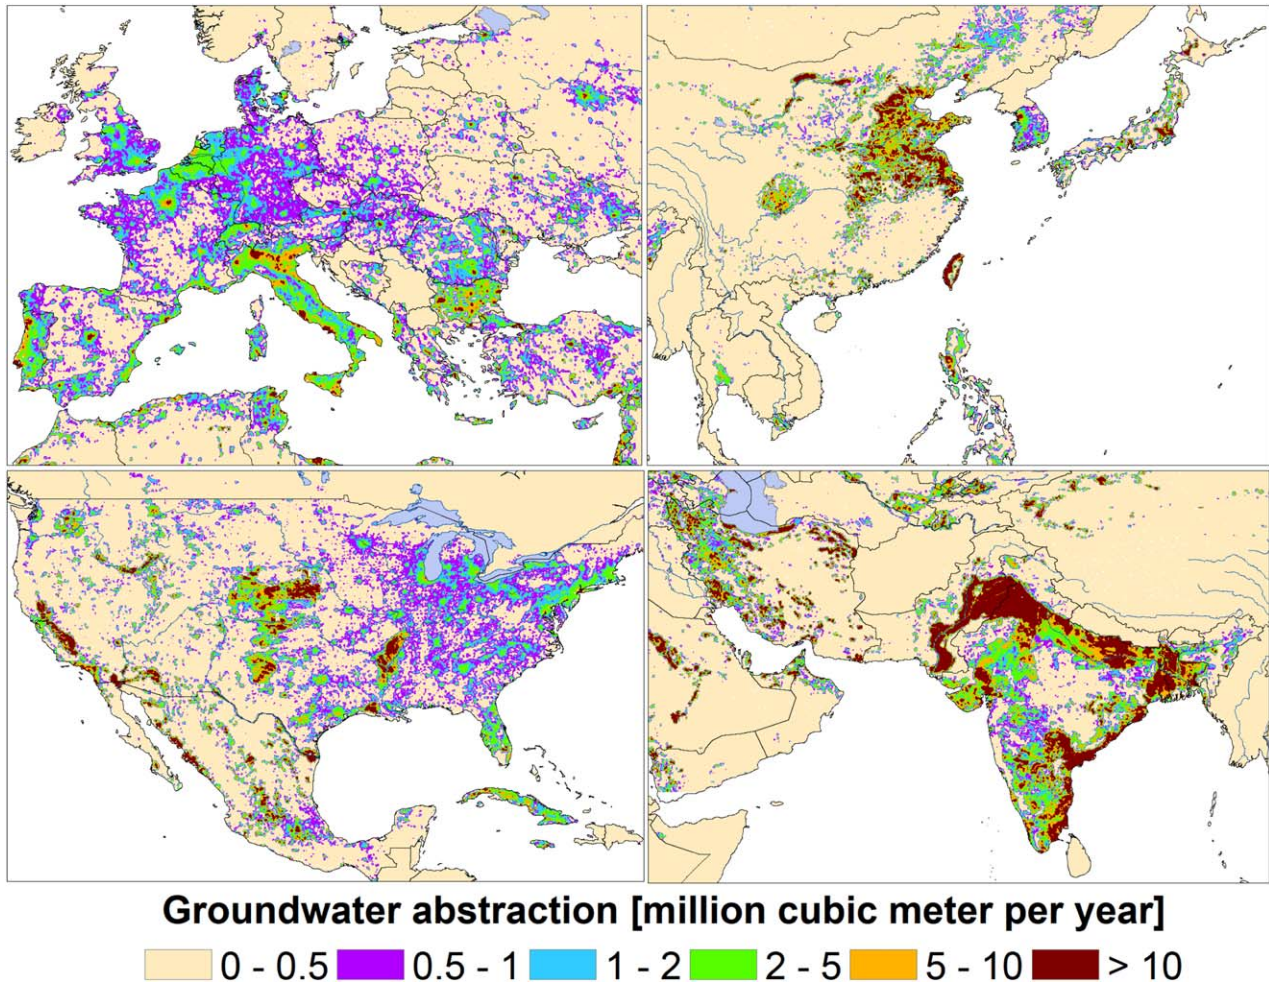 Groundwater abstraction [million cubic meter per year]
0 - 0.5 0.5 - 1 1 - 2 2 - 5 5 - 10 > 10